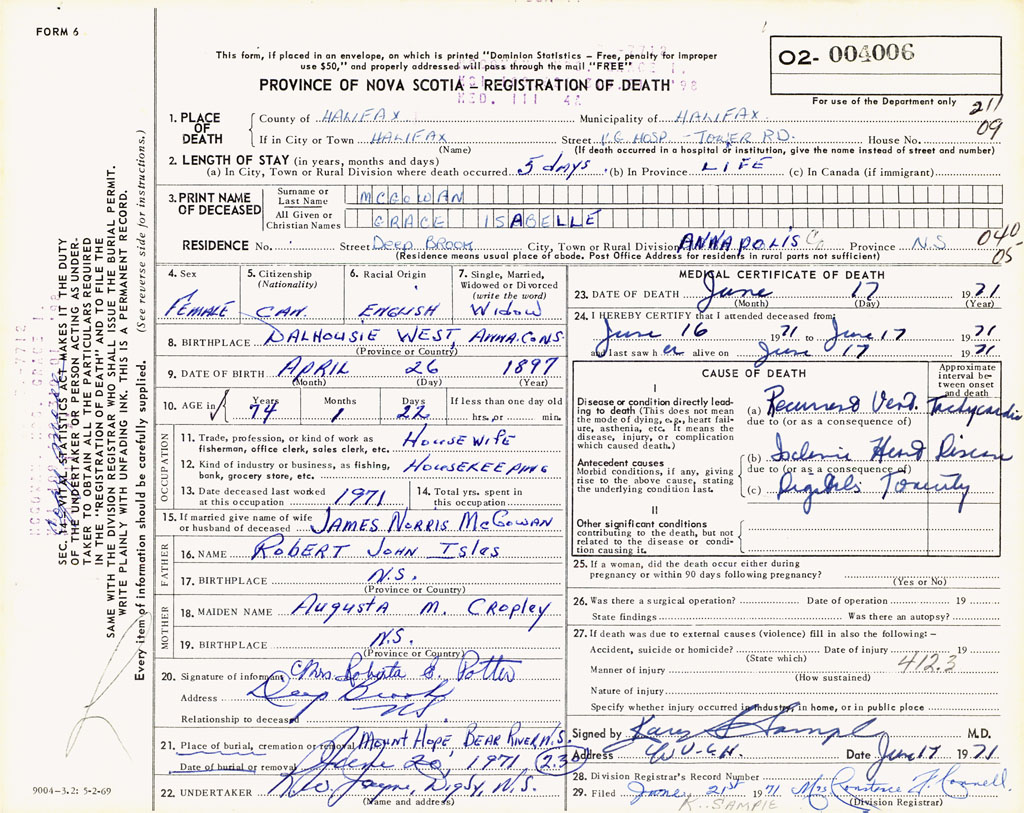 FORM 6
This form, if placed in an envelope, on which is printed "Dominion Statistics – Free, penalty for improper
use $50," and properly addressed will pass through the mail "FREE"
PROVINCE OF NOVA SCOTIA – REGISTRATION OF DEATH
O2- 004006
For use of the Department only
211
09
1. PLACE OF DEATH
County of HALIFAX Municipality of HALIFAX
If in City or Town HALIFAX Street V.G. HOSP - TOWER RD. House No.
(Name) (If death occurred in a hospital or institution, give the name instead of street and number)
2. LENGTH OF STAY (in years, months and days)
(a) In City, Town or Rural Division where death occurred 5 days (b) In Province LIFE (c) In Canada (if immigrant)
3. PRINT NAME OF DECEASED
Surname or Last Name MCGOWAN
All Given or Christian Names GRACE ISABELLE
RESIDENCE No. Street DEEP BROOK City, Town or Rural Division ANNAPOLIS Co Province N.S. 040-05
(Residence means usual place of abode. Post Office Address for residents in rural parts not sufficient)
4. Sex FEMALE
5. Citizenship (Nationality) CAN.
6. Racial Origin ENGLISH
7. Single, Married, Widowed or Divorced (write the word) WIDOW
8. BIRTHPLACE DALHOUSIE WEST, ANNA. CO NS
(Province or Country)
9. DATE OF BIRTH APRIL 26 1897
(Month) (Day) (Year)
10. AGE in Years 74 Months 1 Days 22 If less than one day old hrs. or min.
OCCUPATION
11. Trade, profession, or kind of work as fisherman, office clerk, sales clerk, etc. HOUSEWIFE
12. Kind of industry or business, as fishing, bank, grocery store, etc. HOUSEKEEPING
13. Date deceased last worked at this occupation 1971
14. Total yrs. spent in this occupation
15. If married give name of wife or husband of deceased JAMES NORRIS McGOWAN
FATHER
16. NAME ROBERT JOHN Isles
17. BIRTHPLACE N.S.
(Province or Country)
MOTHER
18. MAIDEN NAME Augusta M. Cropley
19. BIRTHPLACE N.S.
(Province or Country)
20. Signature of informant Mrs. Roberta I. Potter
Address Deep Brook NS
Relationship to deceased
21. Place of burial, cremation or removal MOUNT HOPE BEAR RIVER N.S.
Date of burial or removal June 20, 1971 (23)
22. UNDERTAKER Jayne, Digby, N.S.
(Name and address)
MEDICAL CERTIFICATE OF DEATH
23. DATE OF DEATH June 17 1971
(Month) (Day) (Year)
24. I HEREBY CERTIFY that I attended deceased from
June 16 1971 to June 17 1971
and last saw her alive on June 17 1971
CAUSE OF DEATH
Approximate interval between onset and death
I
Disease or condition directly leading to death (This does not mean the mode of dying, e.g., heart failure, asthenia, etc. It means the disease, injury, or complication which caused death.)
(a) Recurrent Vent. Tachycardia
due to (or as a consequence of)
Antecedent causes
Morbid conditions, if any, giving rise to the above cause, stating the underlying condition last.
(b) Ischemic Heart Disease
due to (or as a consequence of)
(c) Digitalis Toxicity
II
Other significant conditions contributing to the death, but not related to the disease or condition causing it.
25. If a woman, did the death occur either during pregnancy or within 90 days following pregnancy?
(Yes or No)
26. Was there a surgical operation? Date of operation 19
State findings Was there an autopsy?
27. If death was due to external causes (violence) fill in also the following: –
Accident, suicide or homicide? Date of injury 19
(State which)
412.3
Manner of injury
(How sustained)
Nature of injury
Specify whether injury occurred in industry, in home, or in public place
Signed by K. Sample M.D.
Address V.G.H. Date Jun 17 1971
28. Division Registrar's Record Number
29. Filed June 21st 1971 Mrs Constance F. Connell
(Division Registrar)
K. SAMPLE
9004-3.2: 5-2-69
SEC. 14 – VITAL STATISTICS ACT MAKES IT THE DUTY
OF THE UNDERTAKER OR PERSON ACTING AS UNDER-
TAKER TO OBTAIN ALL THE PARTICULARS REQUIRED
IN THE "REGISTRATION OF DEATH" AND TO FILE THE
SAME WITH THE DIVISION REGISTRAR WHO SHALL ISSUE THE BURIAL PERMIT.
WRITE PLAINLY WITH UNFADING INK. THIS IS A PERMANENT RECORD.
Every item of information should be carefully supplied. (See reverse side for instructions.)